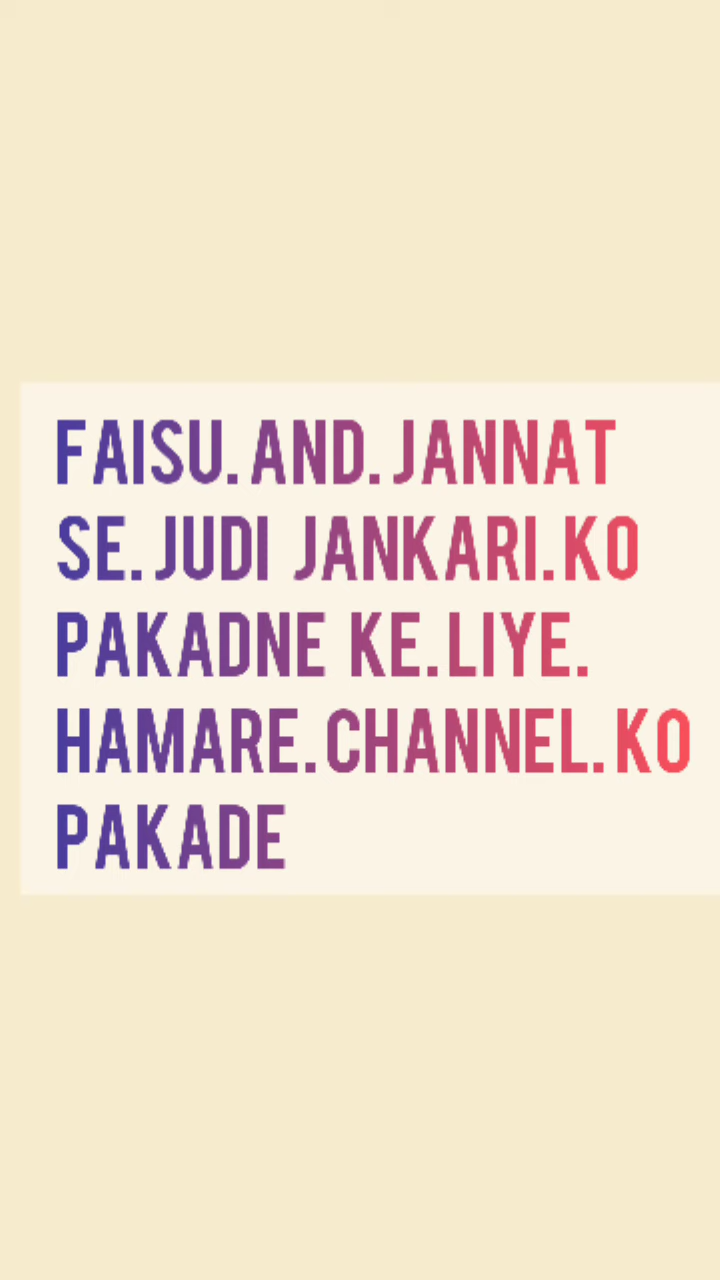 FAISU. AND. JANNAT
SE. JUDI JANKARI. KO
PAKADNE KE. LIYE.
HAMARE. CHANNEL. KO
PAKADE